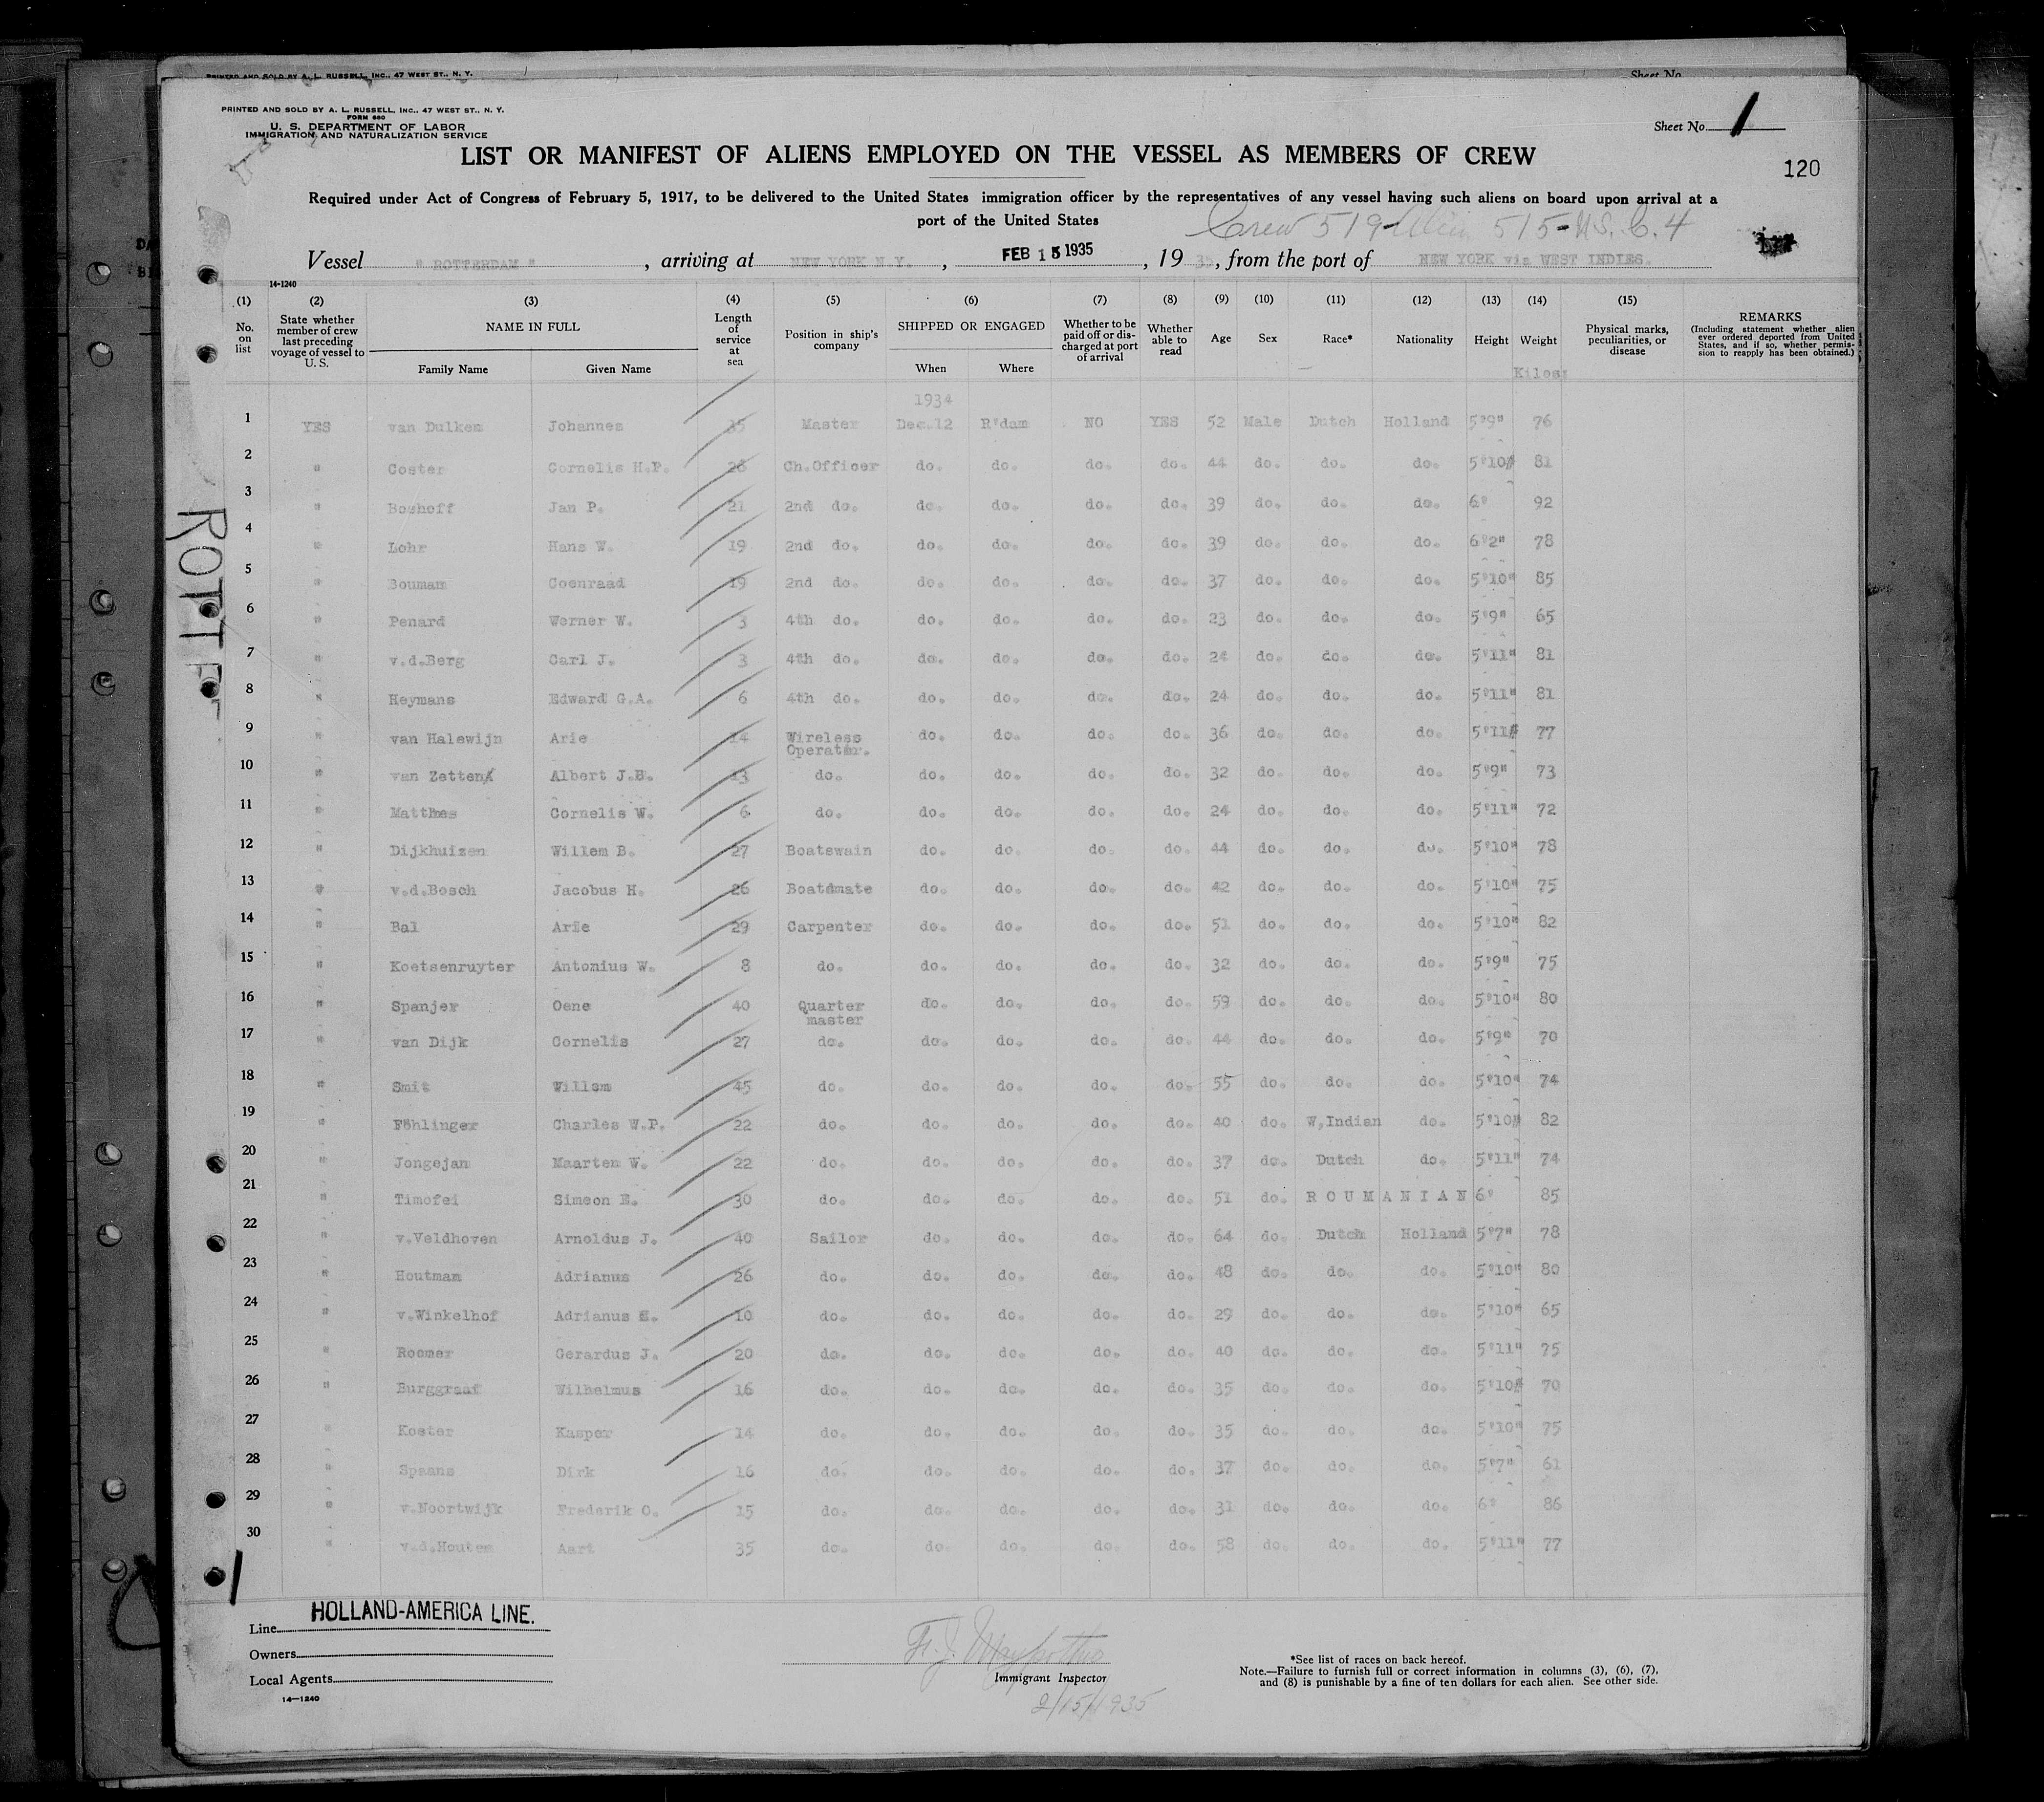 PRINTED AND SOLD BY A. L. RUSSELL, INC., 47 WEST ST., N. Y.
Sheet No.
PRINTED AND SOLD BY A. L. RUSSELL, INC., 47 WEST ST., N. Y.
FORM 680
U. S. DEPARTMENT OF LABOR
IMMIGRATION AND NATURALIZATION SERVICE
Sheet No. 1
LIST OR MANIFEST OF ALIENS EMPLOYED ON THE VESSEL AS MEMBERS OF CREW
120
Required under Act of Congress of February 5, 1917, to be delivered to the United States immigration officer by the representatives of any vessel having such aliens on board upon arrival at a
port of the United States
Crew 519 Alien 515 - U.S.C. 4
Vessel " ROTTERDAM " , arriving at NEW YORK N.Y. , FEB 15 1935 , 19 35, from the port of NEW YORK via WEST INDIES.
14-1240
(1) No. on list (2) State whether member of crew last preceding voyage of vessel to U. S. (3) NAME IN FULL Family Name Given Name (4) Length of service at sea (5) Position in ship's company (6) SHIPPED OR ENGAGED When Where (7) Whether to be paid off or discharged at port of arrival (8) Whether able to read (9) Age (10) Sex (11) Race* (12) Nationality (13) Height (14) Weight (15) Physical marks, peculiarities, or disease REMARKS (Including statement whether alien ever ordered deported from United States, and if so, whether permission to reapply has been obtained.)
Kilos:
1934
1 YES van Dulken Johannes 35 Master Dec.12 R'dam NO YES 52 Male Dutch Holland 5'9" 76
2 " Coster Cornelis H.P. 28 Ch.Officer do. do. do. do. 44 do. do. do. 5'10" 81
3 " Boshoff Jan P. 21 2nd do. do. do. do. do. 39 do. do. do. 6' 92
4 " Lohr Hans W. 19 2nd do. do. do. do. do. 39 do. do. do. 6'2" 78
5 " Boumam Coenraad 19 2nd do. do. do. do. do. 37 do. do. do. 5'10" 85
6 " Penard Werner W. 3 4th do. do. do. do. do. 23 do. do. do. 5'9" 65
7 " v.d.Berg Carl J. 3 4th do. do. do. do. do. 24 do. do. do. 5'11" 81
8 " Heymans Edward G.A. 6 4th do. do. do. do. do. 24 do. do. do. 5'11" 81
9 " van Halewijn Arie 14 Wireless Operator. do. do. do. do. 36 do. do. do. 5'11" 77
10 " van Zetten Albert J.B. 13 do. do. do. do. do. 32 do. do. do. 5'9" 73
11 " Matthes Cornelis W. 6 do. do. do. do. do. 24 do. do. do. 5'11" 72
12 " Dijkhuizen Willem B. 27 Boatswain do. do. do. do. 44 do. do. do. 5'10" 78
13 " v.d.Bosch Jacobus H. 26 Boatsmate do. do. do. do. 42 do. do. do. 5'10" 75
14 " Bal Arie 29 Carpenter do. do. do. do. 51 do. do. do. 5'10" 82
15 " Koetsenruyter Antonius W. 8 do. do. do. do. do. 32 do. do. do. 5'9" 75
16 " Spanjer Oene 40 Quarter master do. do. do. do. 59 do. do. do. 5'10" 80
17 " van Dijk Cornelis 27 do. do. do. do. do. 44 do. do. do. 5'9" 70
18 " Smit Willem 45 do. do. do. do. do. 55 do. do. do. 5'10" 74
19 " Föhlinger Charles W.P. 22 do. do. do. do. do. 40 do. W,Indian do. 5'10" 82
20 " Jongejan Maarten W. 22 do. do. do. do. do. 37 do. Dutch do. 5'11" 74
21 " Timofei Simeon E. 30 do. do. do. do. do. 51 do. ROUMANIAN 6' 85
22 " v.Veldhoven Arnoldus J. 40 Sailor do. do. do. do. 64 do. Dutch Holland 5'7" 78
23 " Houtman Adrianus 26 do. do. do. do. do. 48 do. do. do. 5'10" 80
24 " v.Winkelhof Adrianus 10 do. do. do. do. do. 29 do. do. do. 5'10" 65
25 " Roomer Gerardus J. 20 do. do. do. do. do. 40 do. do. do. 5'11" 75
26 " Burggraaf Wilhelmus 16 do. do. do. do. do. 35 do. do. do. 5'10" 70
27 " Koster Kasper 14 do. do. do. do. do. 35 do. do. do. 5'10" 75
28 " Spaans Dirk 16 do. do. do. do. do. 37 do. do. do. 5'7" 61
29 " v.Noortwijk Frederik O. 15 do. do. do. do. do. 31 do. do. do. 6' 86
30 " v.d.Houten Aart 35 do. do. do. do. do. 58 do. do. do. 5'11" 77
ROTTE
Line HOLLAND-AMERICA LINE.
Owners
Local Agents
14—1240
F. J.
Immigrant Inspector
2/15/1935
*See list of races on back hereof.
Note.—Failure to furnish full or correct information in columns (3), (6), (7),
and (8) is punishable by a fine of ten dollars for each alien. See other side.